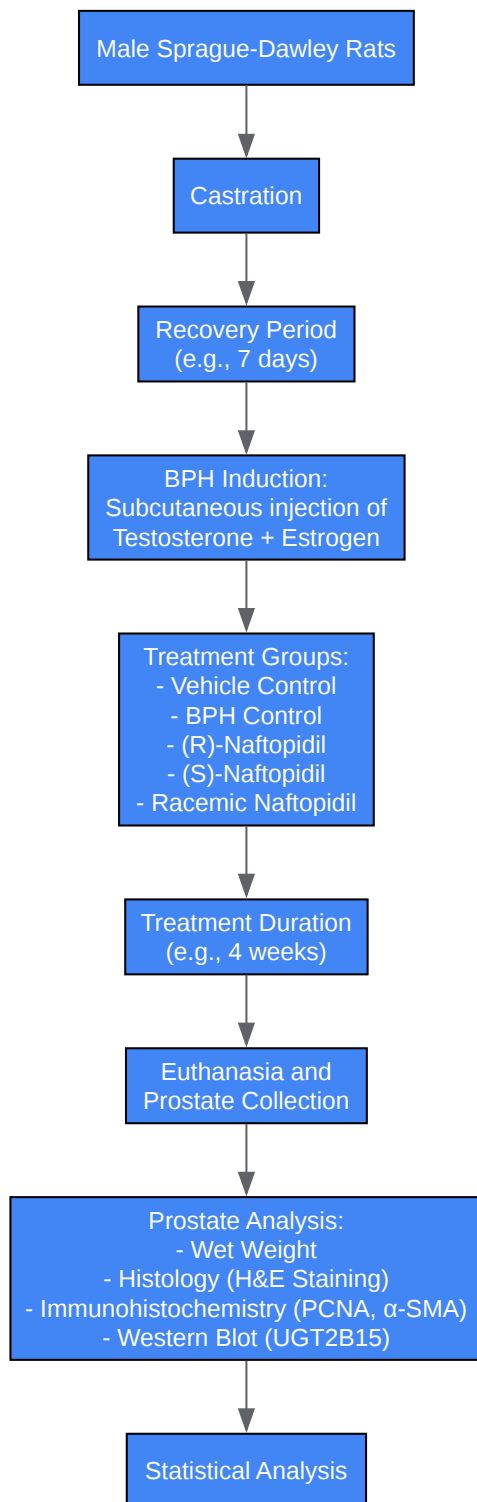 Male Sprague-Dawley Rats
Castration
Recovery Period
(e.g., 7 days)
BPH Induction:
Subcutaneous injection of
Testosterone + Estrogen
Treatment Groups:
- Vehicle Control
- BPH Control
- (R)-Naftopidil
- (S)-Naftopidil
- Racemic Naftopidil
Treatment Duration
(e.g., 4 weeks)
Euthanasia and
Prostate Collection
Prostate Analysis:
- Wet Weight
- Histology (H&E Staining)
- Immunohistochemistry (PCNA, α-SMA)
- Western Blot (UGT2B15)
Statistical Analysis